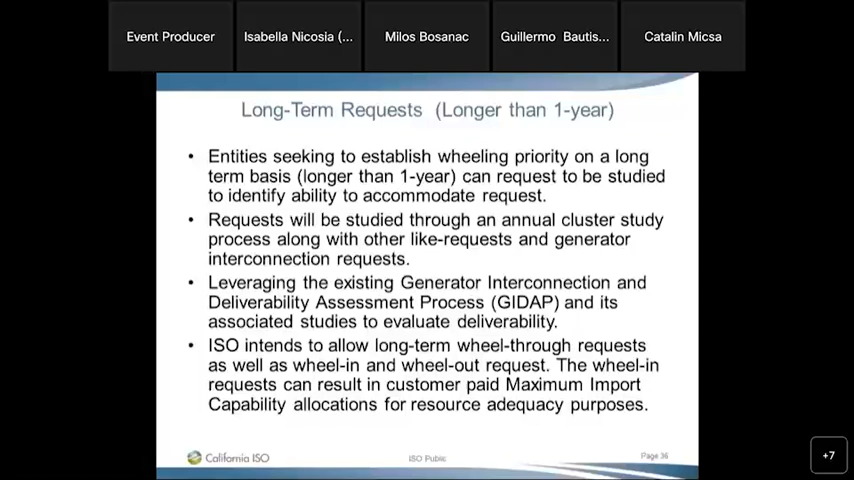 Event Producer
Isabella Nicosia (...
Milos Bosanac
Guillermo Bautis...
Catalin Micsa
Long-Term Requests (Longer than 1-year)
• Entities seeking to establish wheeling priority on a long
term basis (longer than 1-year) can request to be studied
to identify ability to accommodate request.
• Requests will be studied through an annual cluster study
process along with other like-requests and generator
interconnection requests.
• Leveraging the existing Generator Interconnection and
Deliverability Assessment Process (GIDAP) and its
associated studies to evaluate deliverability.
• ISO intends to allow long-term wheel-through requests
as well as wheel-in and wheel-out request. The wheel-in
requests can result in customer paid Maximum Import
Capability allocations for resource adequacy purposes.
California ISO
ISO Public
Page 36
+7